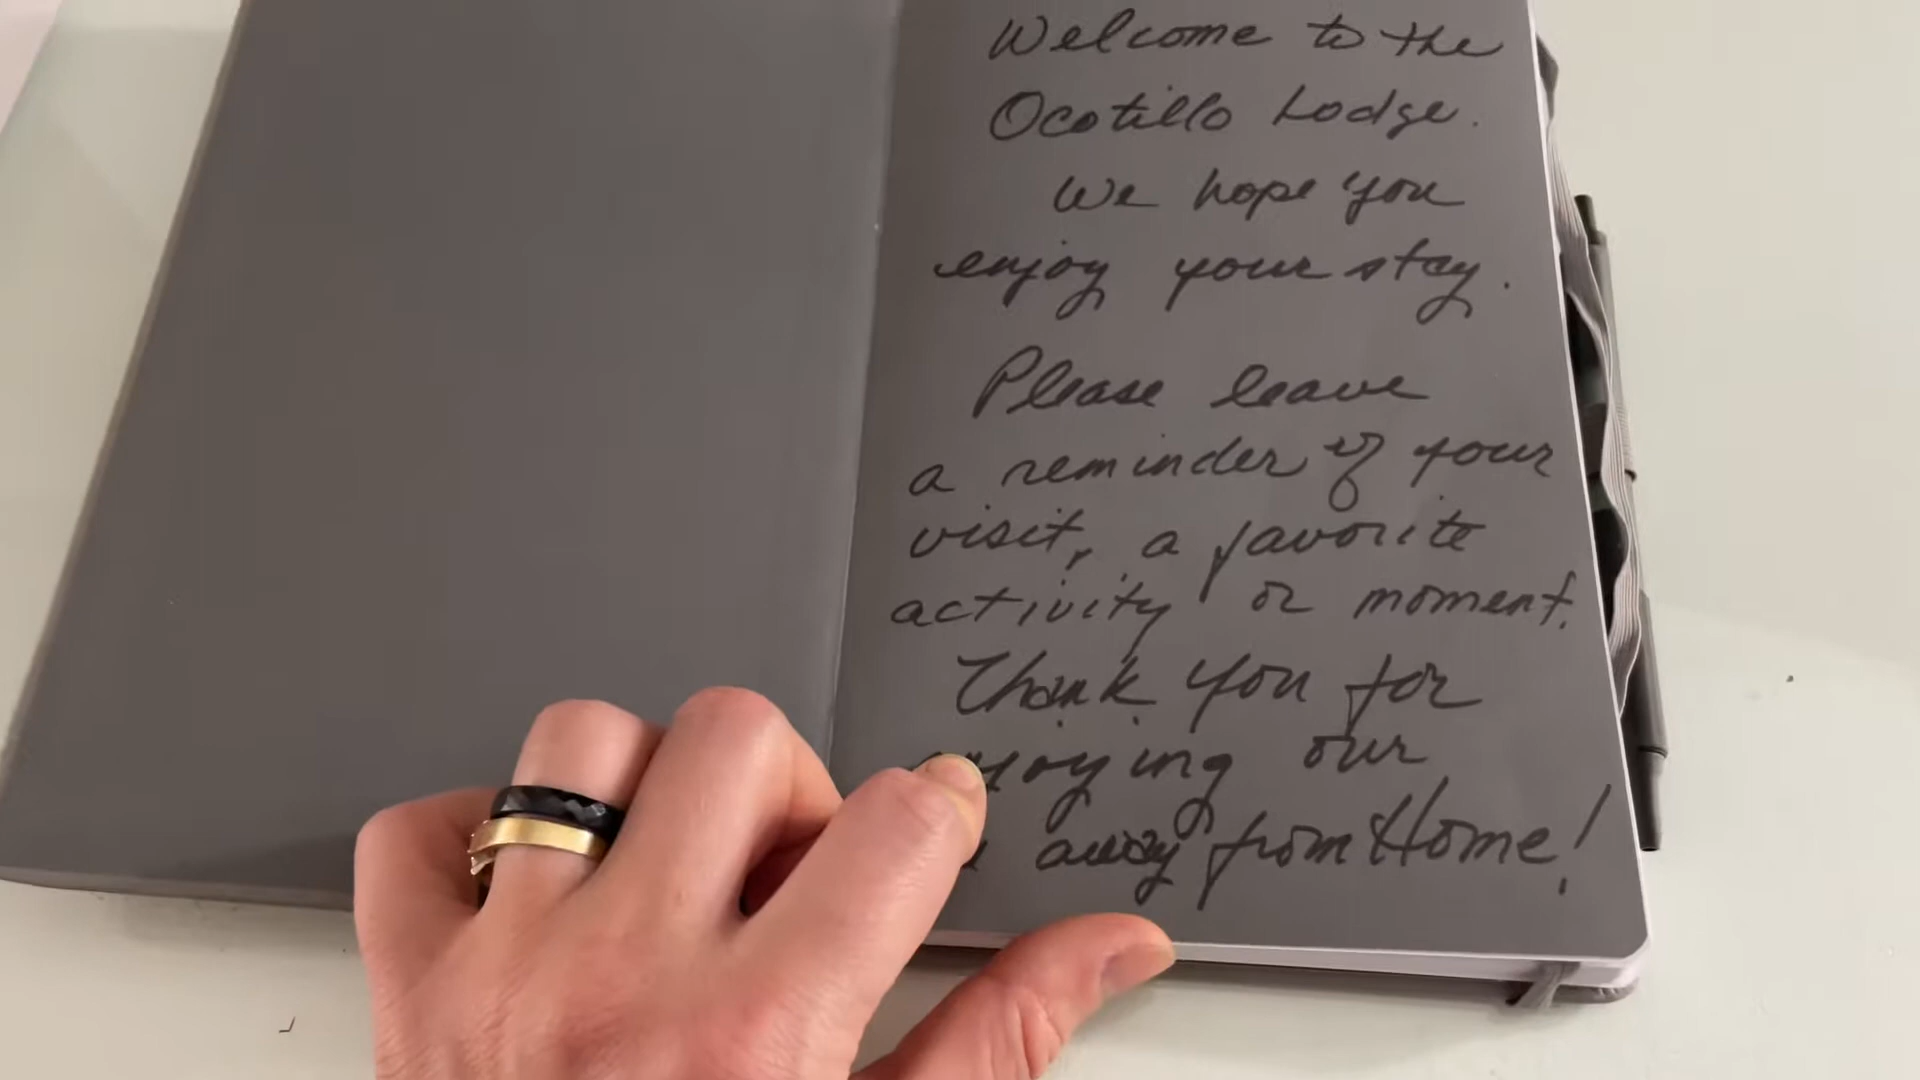 Welcome to the
Ocotillo Lodge.
We hope you
enjoy your stay.
Please leave
a reminder of your
visit, a favorite
activity or moment.
Thank you for
enjoying our
away from Home!